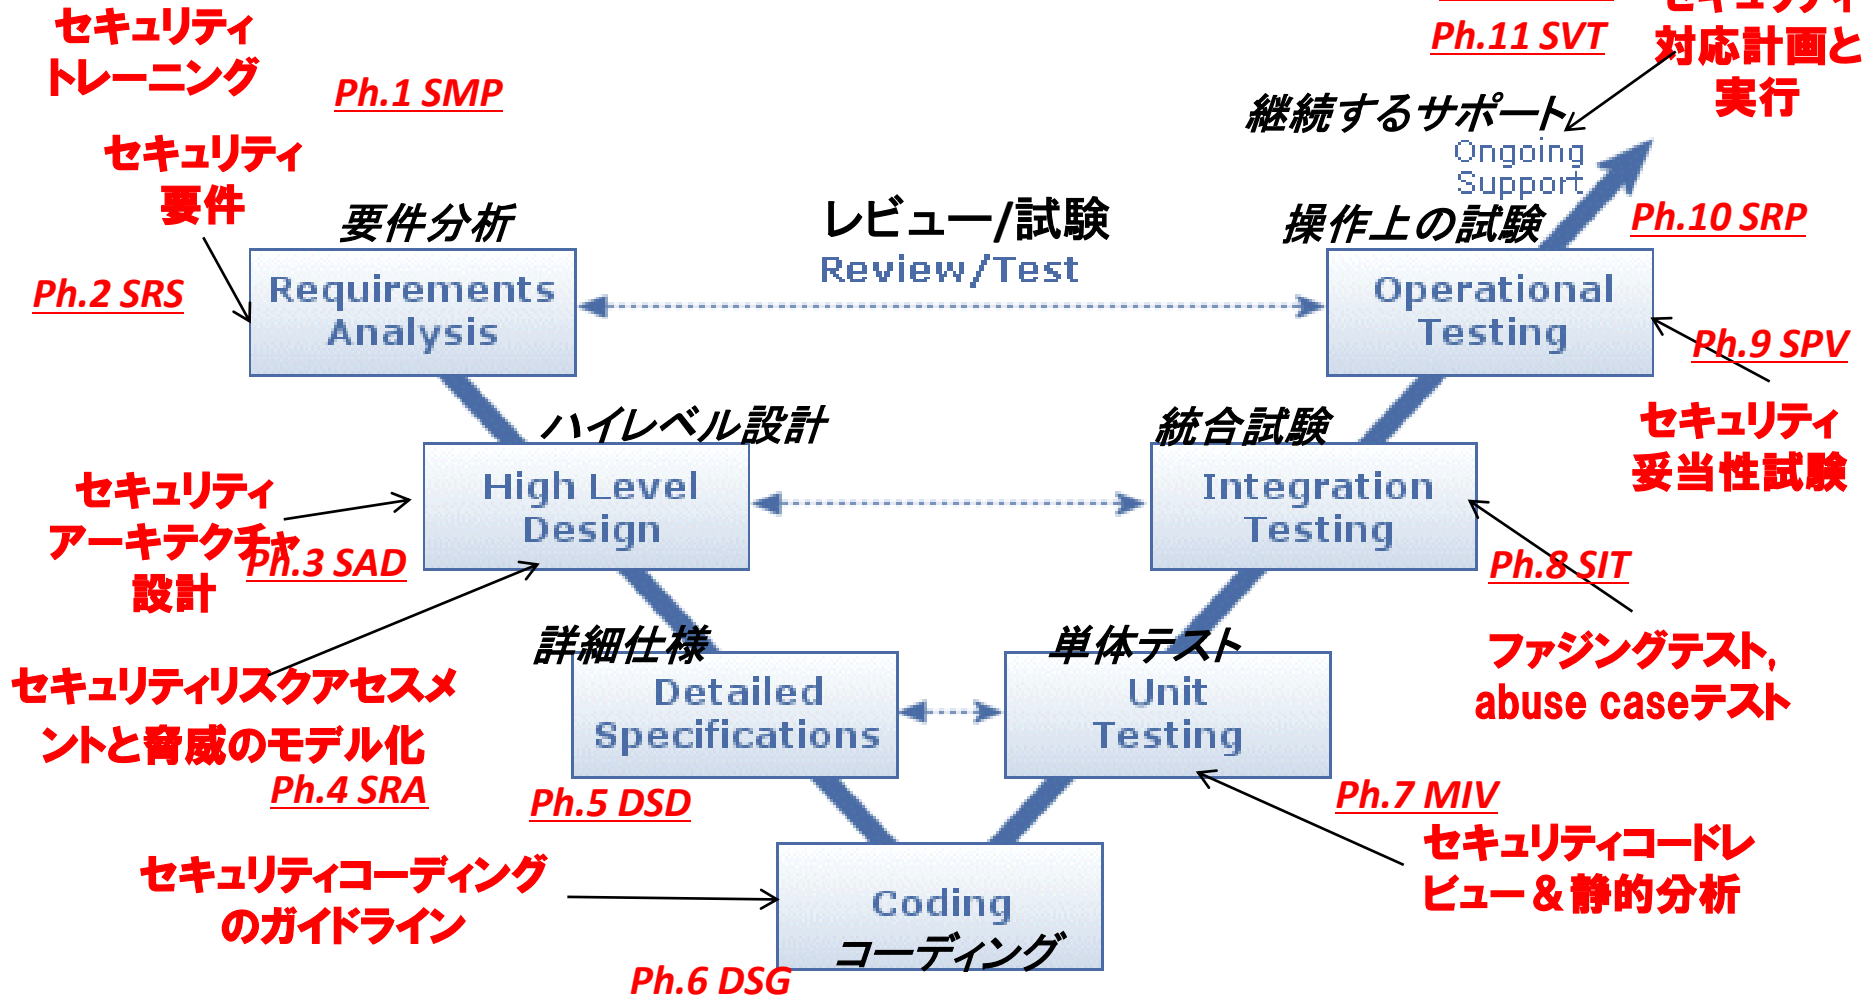 セキュリティ
トレーニング
Ph.1 SMP
セキュリティ
要件
Ph.2 SRS
要件分析
Requirements
Analysis
レビュー/試験
Review/Test
セキュリティ
対応計画と
実行
Ph.11 SVT
継続するサポート
Ongoing
Support
操作上の試験
Ph.10 SRP
Operational
Testing
Ph.9 SPV
セキュリティ
妥当性試験
ハイレベル設計
High Level
Design
統合試験
Integration
Testing
セキュリティ
アーキテクチャ
設計
Ph.3 SAD
Ph.8 SIT
ファジングテスト,
abuse caseテスト
セキュリティリスクアセスメ
ントと脅威のモデル化
Ph.4 SRA
詳細仕様
Detailed
Specifications
Ph.5 DSD
単体テスト
Unit
Testing
Ph.7 MIV
セキュリティコードレ
ビュー＆静的分析
セキュリティコーディング
のガイドライン
Coding
コーディング
Ph.6 DSG